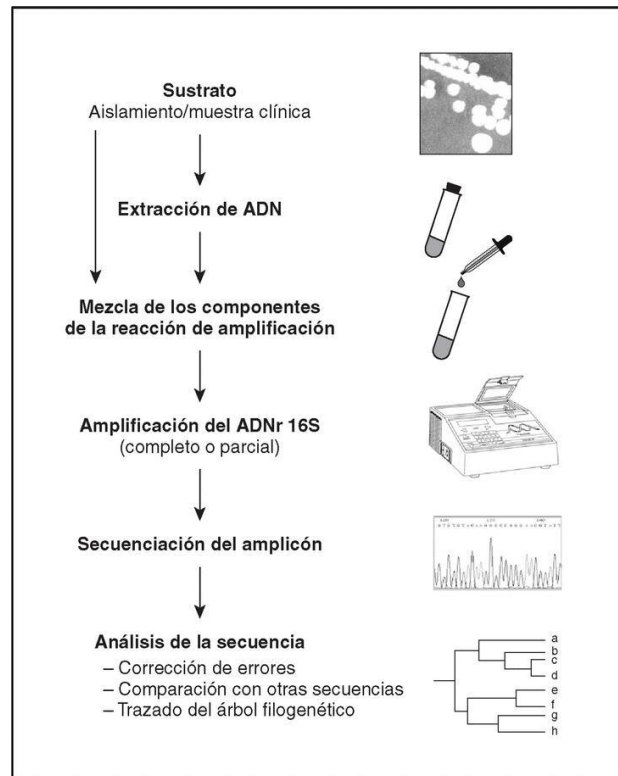 Sustrato
Aislamiento/muestra clínica
Extracción de ADN
Mezcla de los componentes
de la reacción de amplificación
Amplificación del ADNr 16S
(completo o parcial)
Secuenciación del amplicón
Análisis de la secuencia
– Corrección de errores
– Comparación con otras secuencias
– Trazado del árbol filogenético
a
b
c
d
e
f
g
h